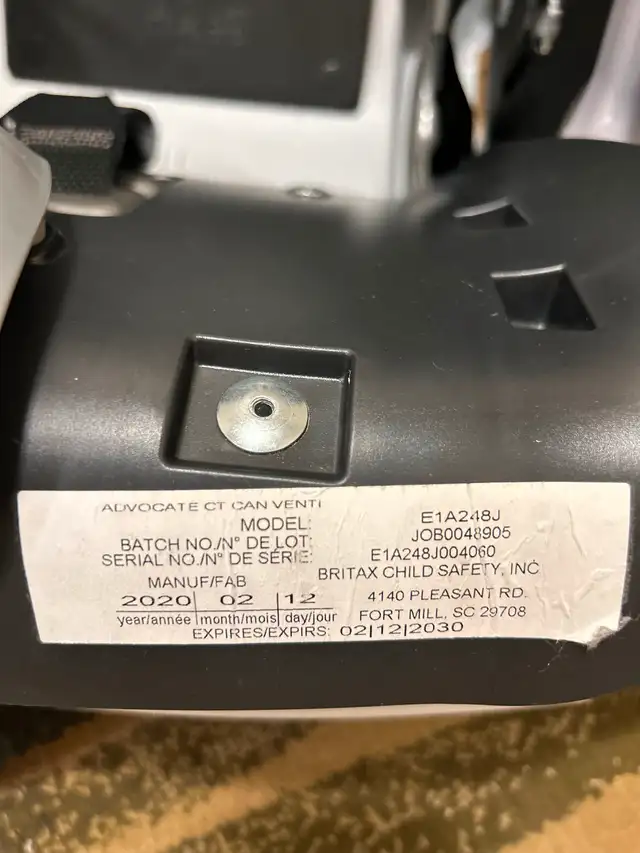 ADVOCATE CT CAN VENTI
MODEL: E1A248J
BATCH NO./N° DE LOT: JOB0048905
SERIAL NO./N° DE SÉRIE: E1A248J004060
MANUF/FAB BRITAX CHILD SAFETY, INC
2020 | 02 | 12 4140 PLEASANT RD.
year/année month/mois day/jour FORT MILL, SC 29708
EXPIRES/EXPIRS: 02|12|2030